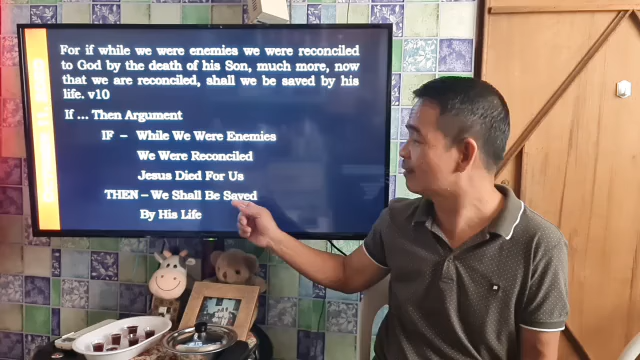 For if while we were enemies we were reconciled
to God by the death of his Son, much more, now
that we are reconciled, shall we be saved by his
life. v10
If ... Then Argument
IF – While We Were Enemies
We Were Reconciled
Jesus Died For Us
THEN – We Shall Be Saved
By His Life